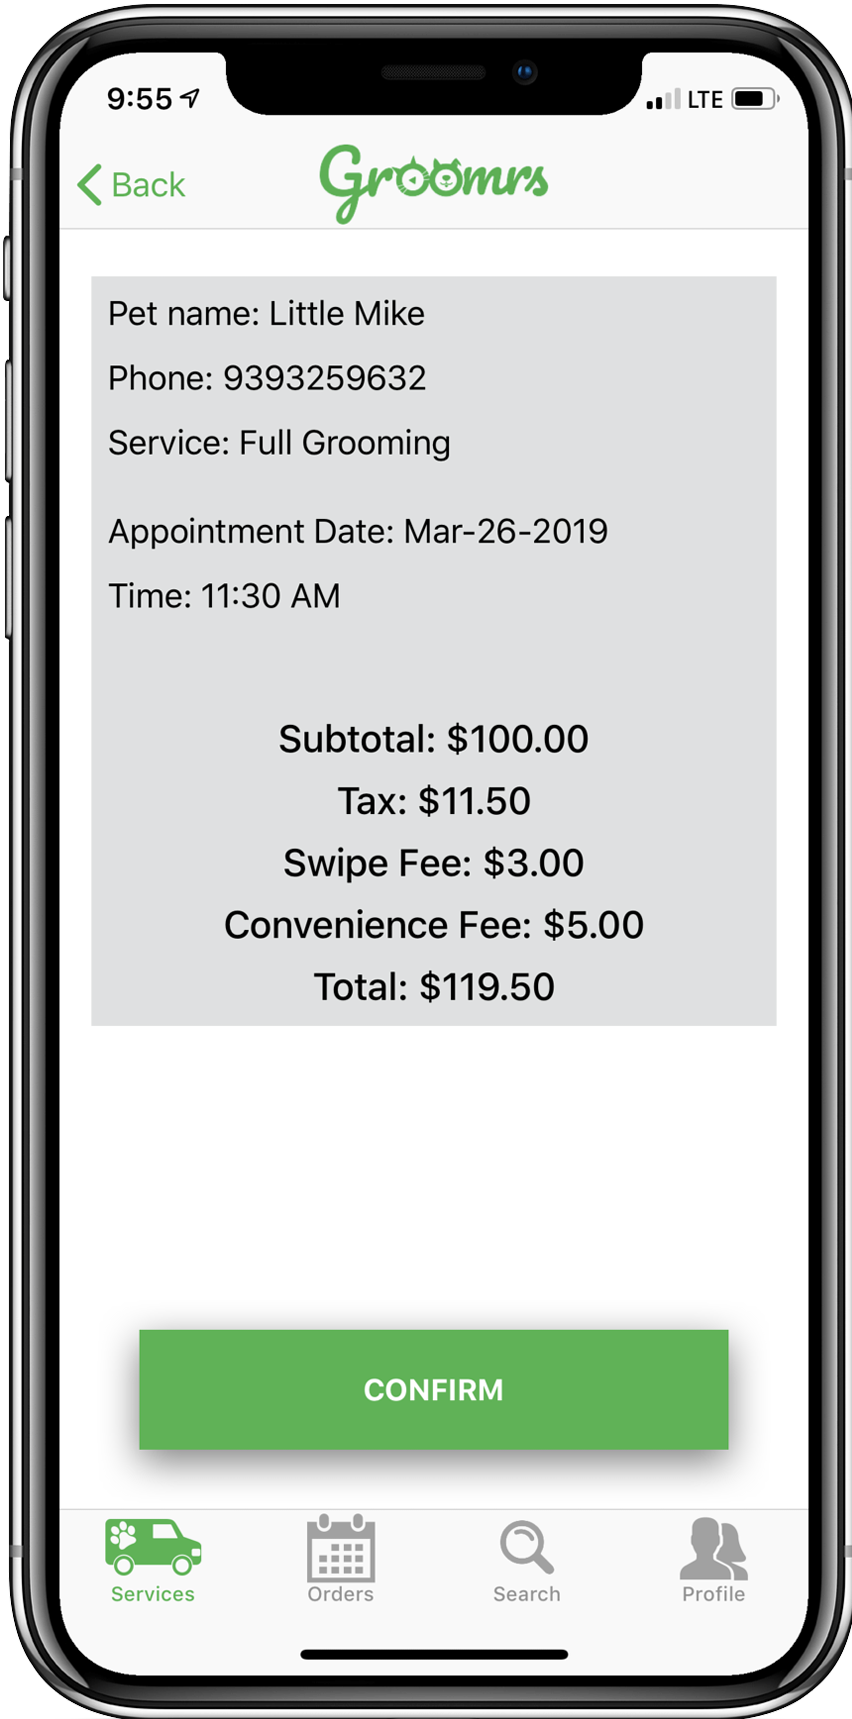 9:55
LTE
Back
Groomrs
Pet name: Little Mike
Phone: 9393259632
Service: Full Grooming
Appointment Date: Mar-26-2019
Time: 11:30 AM
Subtotal: $100.00
Tax: $11.50
Swipe Fee: $3.00
Convenience Fee: $5.00
Total: $119.50
CONFIRM
Services
Orders
Search
Profile